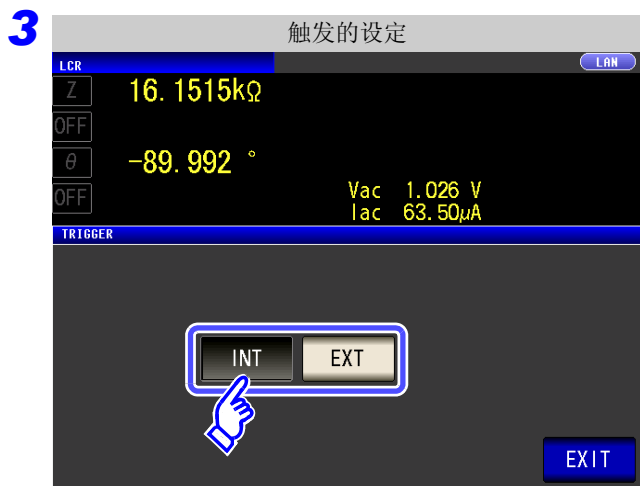 3
触发的设定
LCR LAN
Z 16.1515kΩ
OFF
θ -89.992 °
OFF Vac 1.026 V
Iac 63.50μA
TRIGGER
INT EXT
EXIT